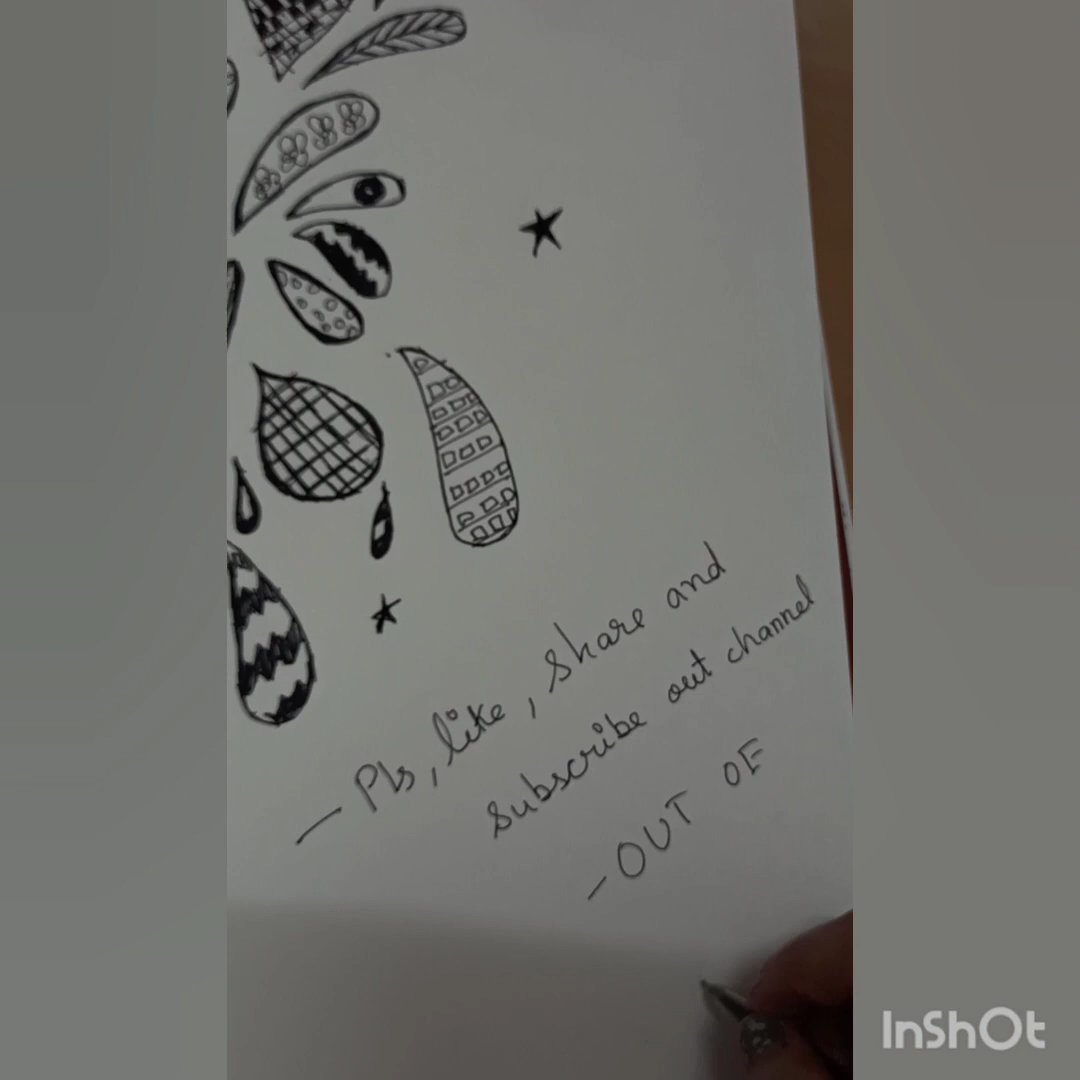 - Pls, like, share and
subscribe out channel
- OUT OF
InShOt